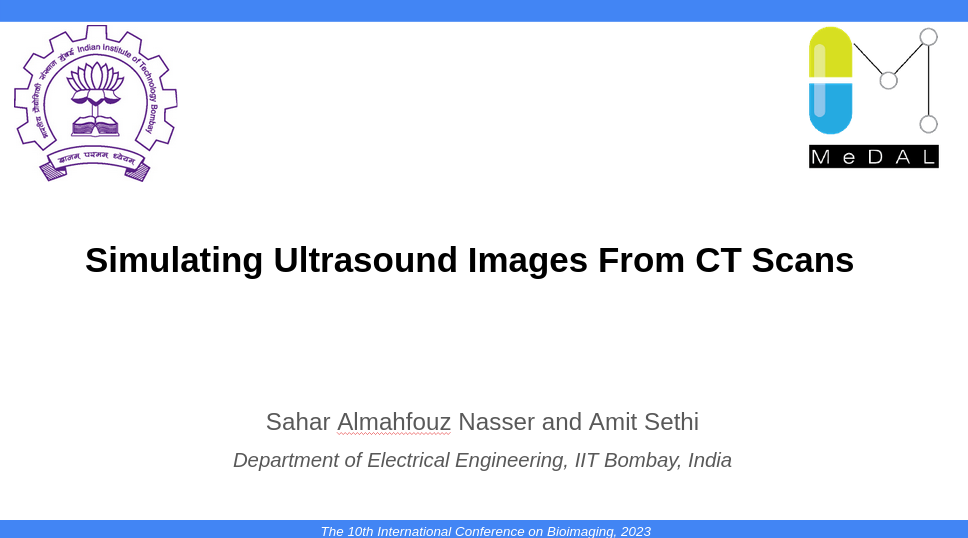 भारतीय प्रौद्योगिकी संस्थान मुंबई Indian Institute of Technology Bombay
ज्ञानम् परमम् ध्येयम्
MeDAL
Simulating Ultrasound Images From CT Scans
Sahar Almahfouz Nasser and Amit Sethi
Department of Electrical Engineering, IIT Bombay, India
The 10th International Conference on Bioimaging, 2023